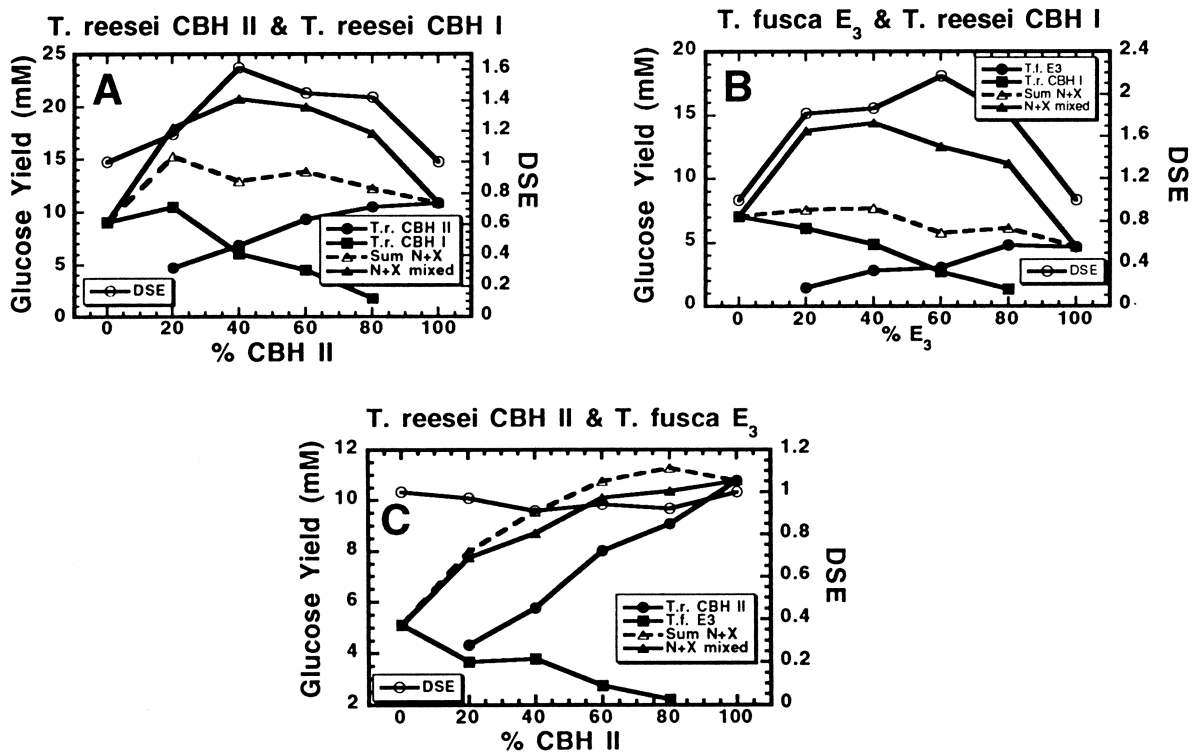 T. reesei CBH II & T. reesei CBH I
A
Glucose Yield (mM)
25
20
15
10
5
0
1.6
1.4
1.2
1
0.8
0.6
0.4
0.2
0
DSE
T.r. CBH II
T.r. CBH I
Sum N+X
N+X mixed
DSE
0 20 40 60 80 100
% CBH II
T. fusca E3 & T. reesei CBH I
B
Glucose Yield (mM)
20
15
10
5
0
2.4
2
1.6
1.2
0.8
0.4
0
DSE
T.f. E3
T.r. CBH I
Sum N+X
N+X mixed
DSE
0 20 40 60 80 100
% E3
T. reesei CBH II & T. fusca E3
C
Glucose Yield (mM)
12
10
8
6
4
2
1.2
1
0.8
0.6
0.4
0.2
0
DSE
T.r. CBH II
T.f. E3
Sum N+X
N+X mixed
DSE
0 20 40 60 80 100
% CBH II